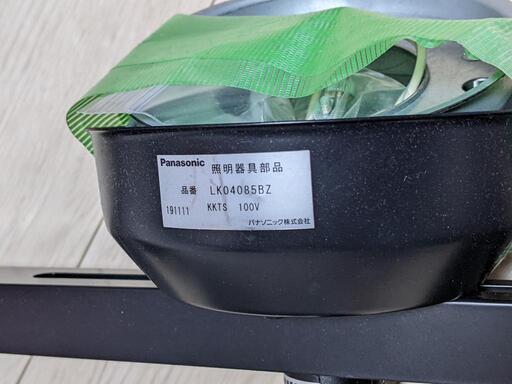 Panasonic 照明器具部品
品番 LK04085BZ
191111 KKTS 100V
パナソニック株式会社